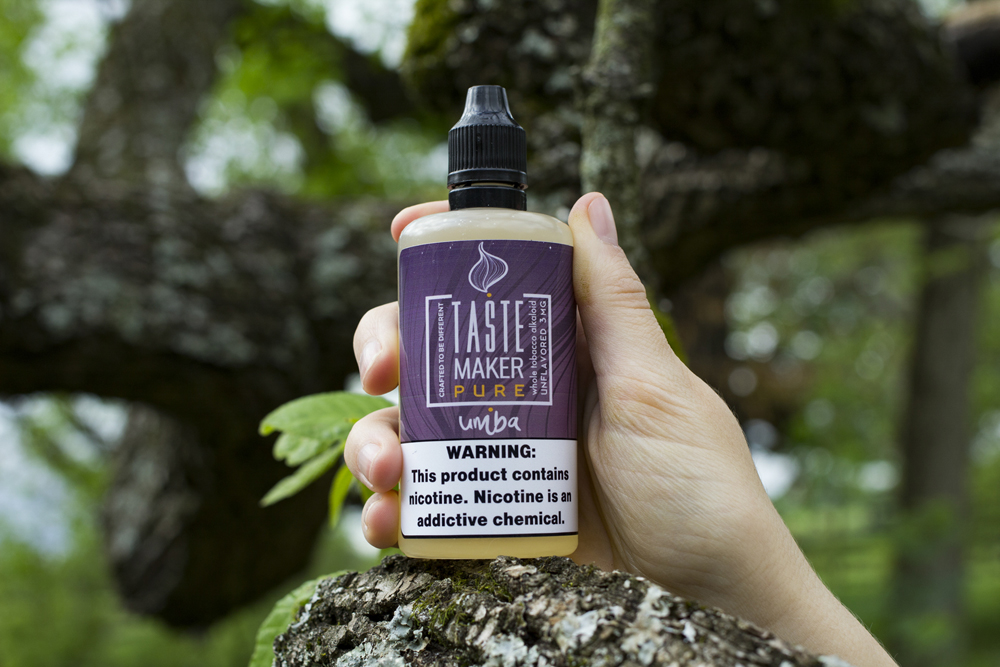 CRAFTED TO BE DIFFERENT
TASTE
MAKER
PURE
whole tobacco alkaloid
UNFLAVORED 3MG
umba
WARNING:
This product contains
nicotine. Nicotine is an
addictive chemical.